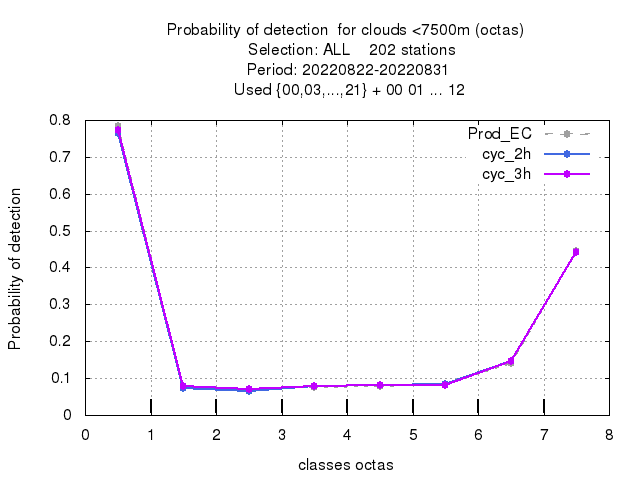 Probability of detection  for clouds <7500m (octas)
Selection: ALL    202 stations
Period: 20220822-20220831
Used {00,03,...,21} + 00 01 ... 12
Prod_EC
cyc_2h
cyc_3h
Probability of detection
0.8
0.7
0.6
0.5
0.4
0.3
0.2
0.1
0
0 1 2 3 4 5 6 7 8
classes octas